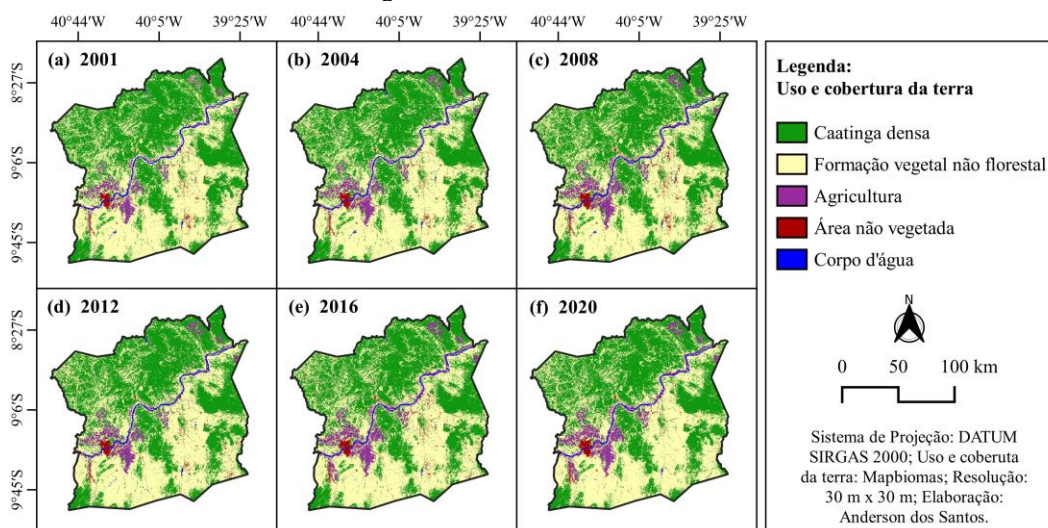 40°44'W 40°5'W 39°25'W 40°44'W 40°5'W 39°25'W 40°44'W 40°5'W 39°25'W
(a) 2001
(b) 2004
(c) 2008
8°27'S
9°6'S
9°45'S
(d) 2012
(e) 2016
(f) 2020
8°27'S
9°6'S
9°45'S
Legenda:
Uso e cobertura da terra
Caatinga densa
Formação vegetal não florestal
Agricultura
Área não vegetada
Corpo d'água
N
0 50 100 km
Sistema de Projeção: DATUM
SIRGAS 2000; Uso e coberuta
da terra: Mapbiomas; Resolução:
30 m x 30 m; Elaboração:
Anderson dos Santos.